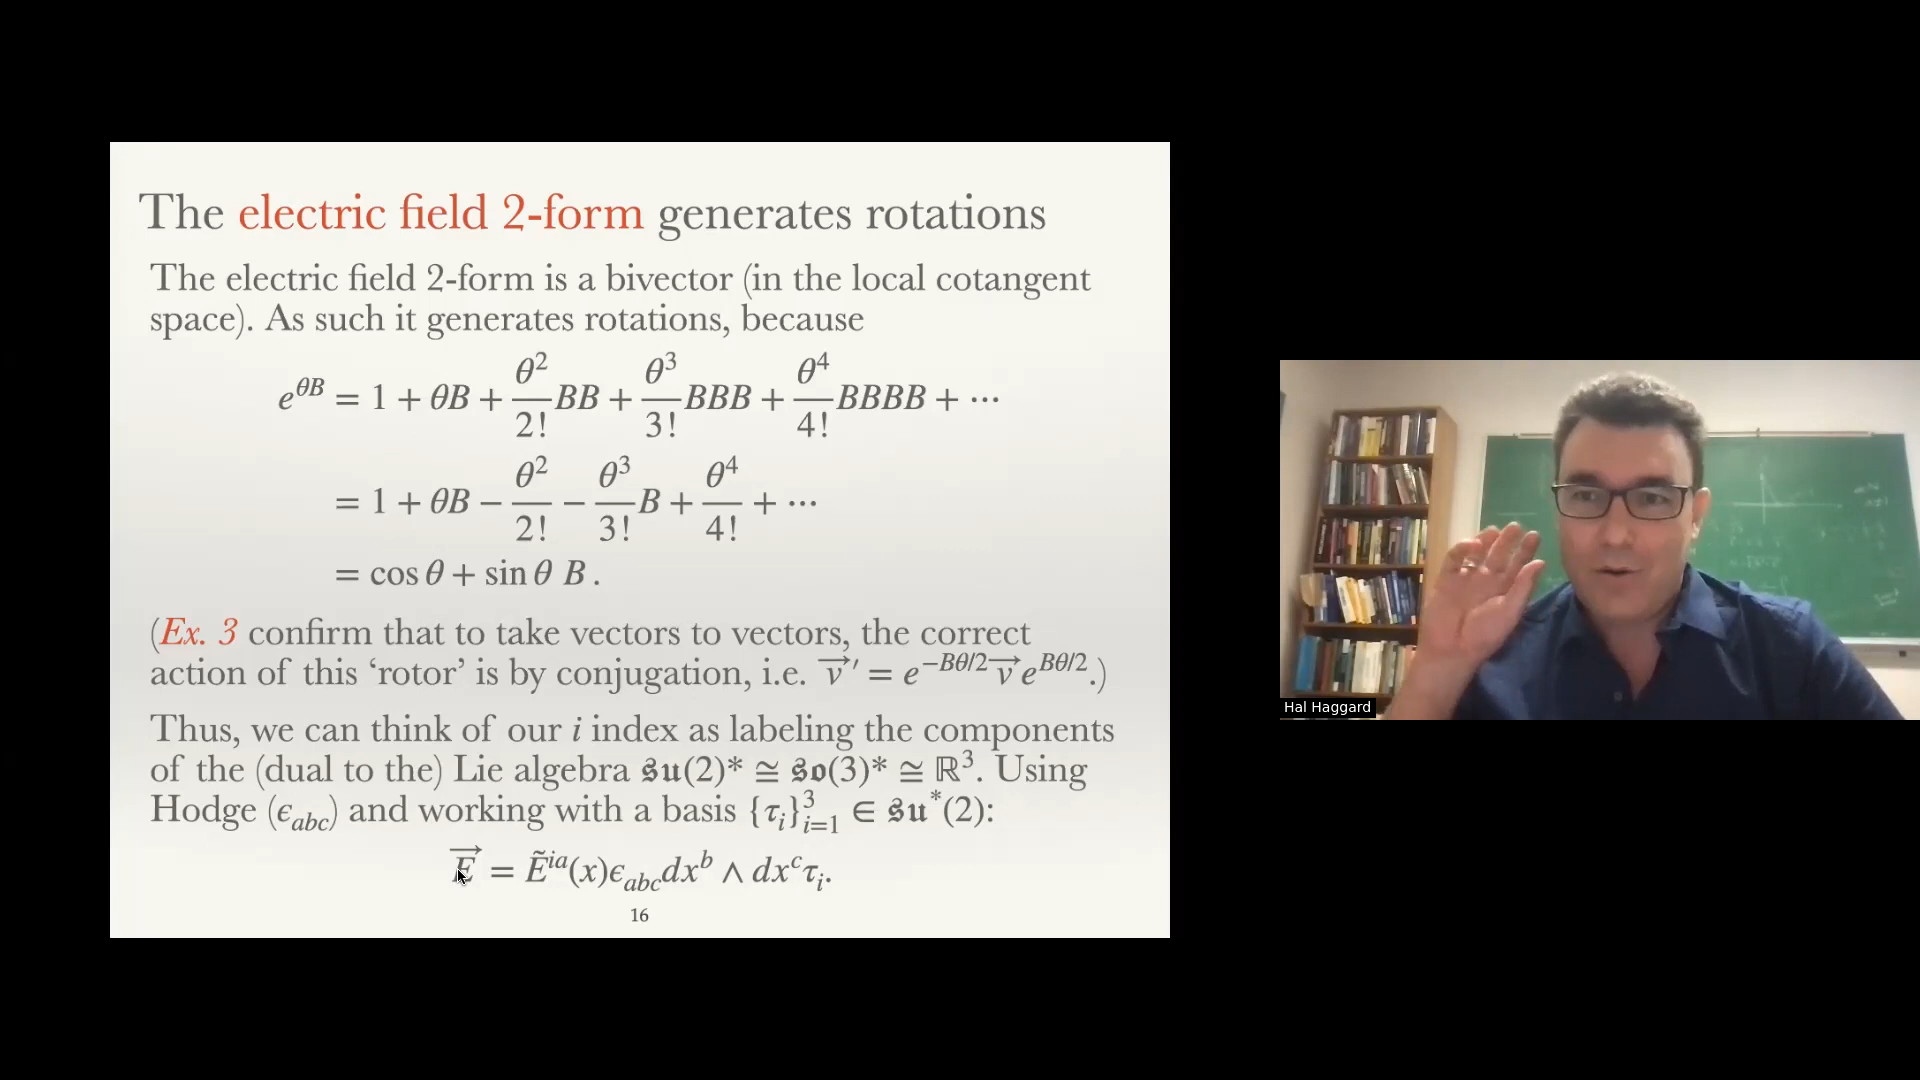 The electric field 2-form generates rotations
The electric field 2-form is a bivector (in the local cotangent
space). As such it generates rotations, because
e^{θB} = 1 + θB + θ²/2! BB + θ³/3! BBB + θ⁴/4! BBBB + ⋯
= 1 + θB − θ²/2! − θ³/3! B + θ⁴/4! + ⋯
= cos θ + sin θ B .
(Ex. 3 confirm that to take vectors to vectors, the correct
action of this ‘rotor’ is by conjugation, i.e. v⃗ ′ = e^{−Bθ/2} v⃗ e^{Bθ/2}.)
Thus, we can think of our i index as labeling the components
of the (dual to the) Lie algebra 𝔰𝔲(2)* ≅ 𝔰𝔬(3)* ≅ ℝ³. Using
Hodge (ϵ_{abc}) and working with a basis {τ_i}³_{i=1} ∈ 𝔰𝔲*(2):
E⃗ = Ẽ^{ia}(x)ϵ_{abc}dx^b ∧ dx^cτ_i.
16
Hal Haggard